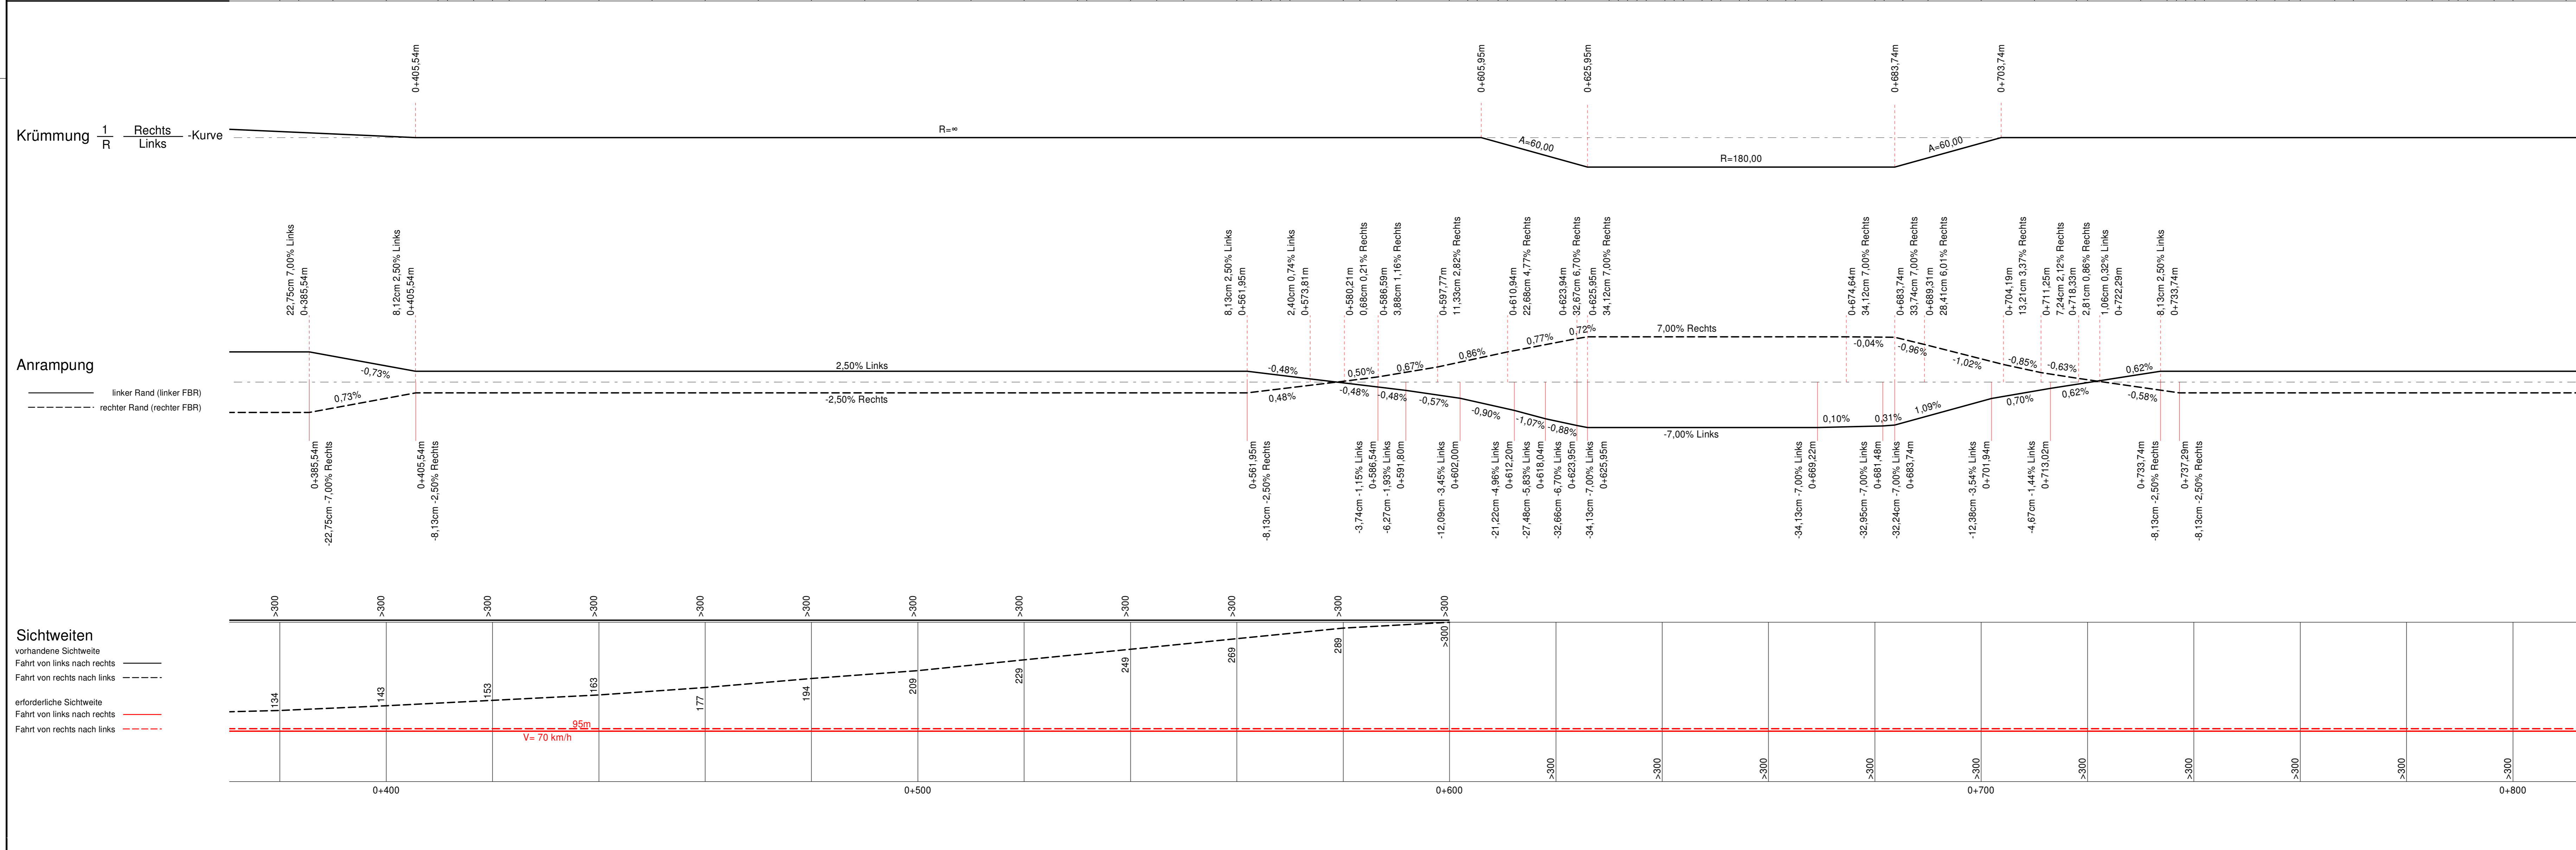 0+405,54m
0+605,95m
0+625,95m
0+683,74m
0+703,74m
Krümmung 1/R Rechts/Links -Kurve
R=∞
A=60,00
R=180,00
A=60,00
22,75cm 7,00% Links
0+385,54m
8,12cm 2,50% Links
0+405,54m
8,13cm 2,50% Links
0+561,95m
2,40cm 0,74% Links
0+573,81m
0+580,21m
0,68cm 0,21% Rechts
0+586,59m
3,88cm 1,16% Rechts
0+597,77m
11,33cm 2,82% Rechts
0+610,94m
22,68cm 4,77% Rechts
0+623,94m
32,67cm 6,70% Rechts
0+625,95m
34,12cm 7,00% Rechts
0+674,64m
34,12cm 7,00% Rechts
0+683,74m
33,74cm 7,00% Rechts
0+689,31m
28,41cm 6,01% Rechts
0+704,19m
13,21cm 3,37% Rechts
0+711,25m
7,24cm 2,12% Rechts
0+718,33m
2,81cm 0,86% Rechts
1,06cm 0,32% Links
0+722,29m
8,13cm 2,50% Links
0+733,74m
Anrampung
linker Rand (linker FBR)
rechter Rand (rechter FBR)
-0,73%
0,73%
2,50% Links
-2,50% Rechts
-0,48%
0,48%
0,50%
-0,48%
0,67%
-0,48%
0,86%
-0,57%
0,77%
-0,90%
0,72%
-1,07%
-0,88%
7,00% Rechts
-7,00% Links
-0,04%
0,10%
-0,96%
0,31%
-1,02%
1,09%
-0,85%
0,70%
-0,63%
0,62%
0,62%
-0,58%
0+385,54m
-22,75cm -7,00% Rechts
0+405,54m
-8,13cm -2,50% Rechts
0+561,95m
-8,13cm -2,50% Rechts
-3,74cm -1,15% Links
0+586,54m
-6,27cm -1,93% Links
0+591,80m
-12,09cm -3,45% Links
0+602,00m
-21,22cm -4,96% Links
0+612,20m
-27,48cm -5,83% Links
0+618,04m
-32,66cm -6,70% Links
0+623,95m
-34,13cm -7,00% Links
0+625,95m
-34,13cm -7,00% Links
0+669,22m
-32,95cm -7,00% Links
0+681,48m
-32,24cm -7,00% Links
0+683,74m
-12,38cm -3,54% Links
0+701,94m
-4,67cm -1,44% Links
0+713,02m
0+733,74m
-8,13cm -2,50% Rechts
0+737,29m
-8,13cm -2,50% Rechts
>300 >300 >300 >300 >300 >300 >300 >300 >300 >300 >300 >300
Sichtweiten
vorhandene Sichtweite
Fahrt von links nach rechts
Fahrt von rechts nach links
erforderliche Sichtweite
Fahrt von links nach rechts
Fahrt von rechts nach links
134 143 153 163 177 194 209 229 249 269 289 >300
95m
V= 70 km/h
>300 >300 >300 >300 >300 >300 >300 >300 >300 >300
0+400 0+500 0+600 0+700 0+800